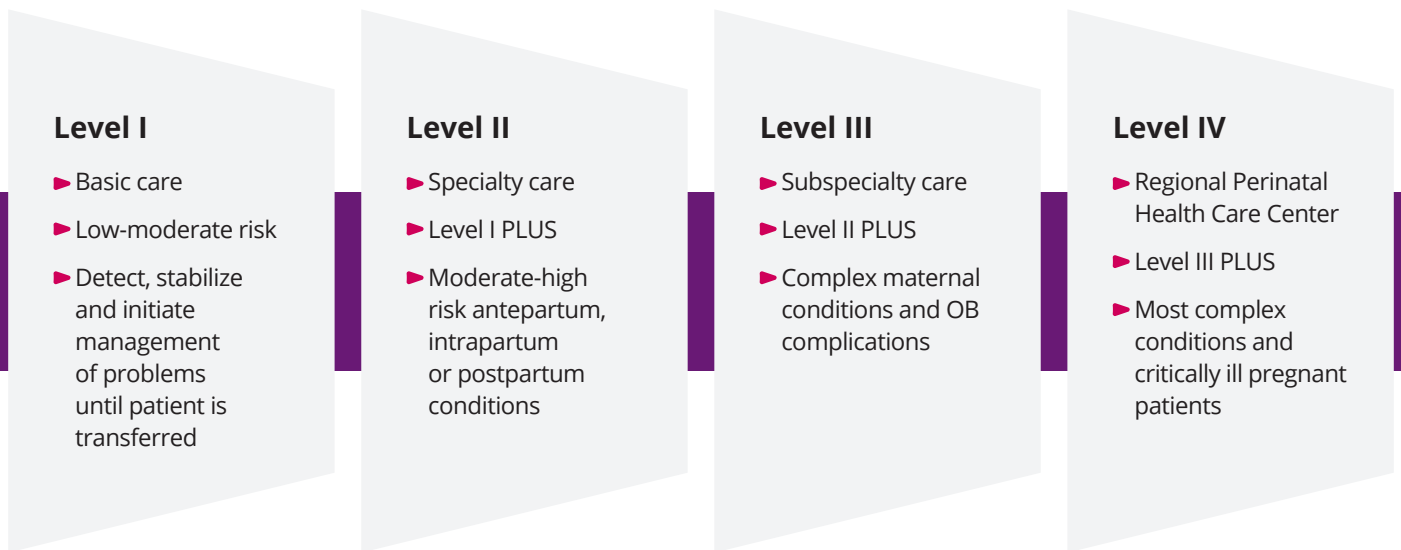 Level I
Basic care
Low-moderate risk
Detect, stabilize
and initiate
management
of problems
until patient is
transferred
Level II
Specialty care
Level I PLUS
Moderate-high
risk antepartum,
intrapartum
or postpartum
conditions
Level III
Subspecialty care
Level II PLUS
Complex maternal
conditions and OB
complications
Level IV
Regional Perinatal
Health Care Center
Level III PLUS
Most complex
conditions and
critically ill pregnant
patients